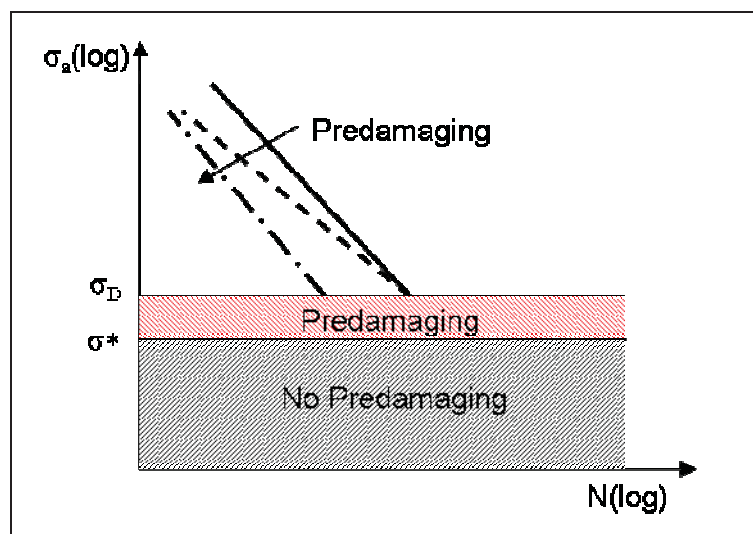 σa(log)
Predamaging
σD
Predamaging
σ*
No Predamaging
N(log)